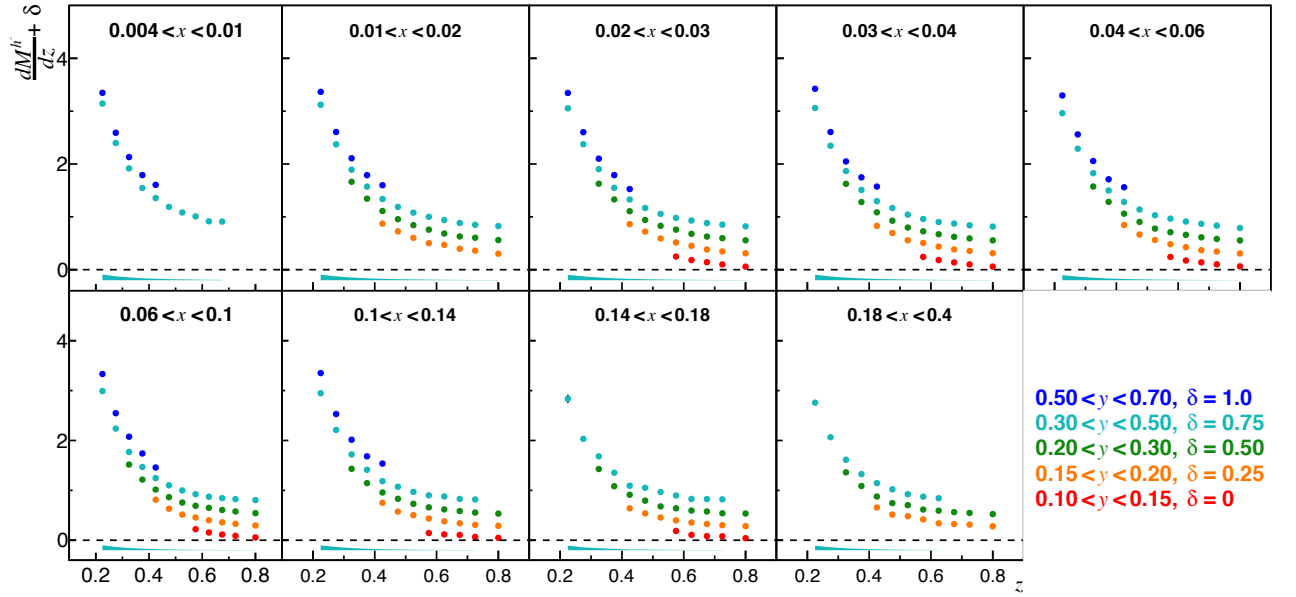 dM^h
dz + δ
0.004 < x < 0.01
0.01 < x < 0.02
0.02 < x < 0.03
0.03 < x < 0.04
0.04 < x < 0.06
4
2
0
0.06 < x < 0.1
0.1 < x < 0.14
0.14 < x < 0.18
0.18 < x < 0.4
4
2
0
0.50 < y < 0.70, δ = 1.0
0.30 < y < 0.50, δ = 0.75
0.20 < y < 0.30, δ = 0.50
0.15 < y < 0.20, δ = 0.25
0.10 < y < 0.15, δ = 0
0.2 0.4 0.6 0.8 0.2 0.4 0.6 0.8 0.2 0.4 0.6 0.8 0.2 0.4 0.6 0.8
z